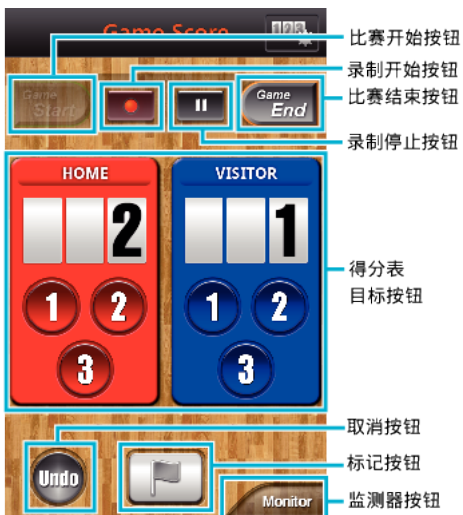 Game Score
123
比赛开始按钮
录制开始按钮
Game
Start
Game
End
比赛结束按钮
录制停止按钮
HOME
VISITOR
2
1
得分表
目标按钮
1
2
1
2
3
3
取消按钮
Undo
标记按钮
Monitor
监测器按钮